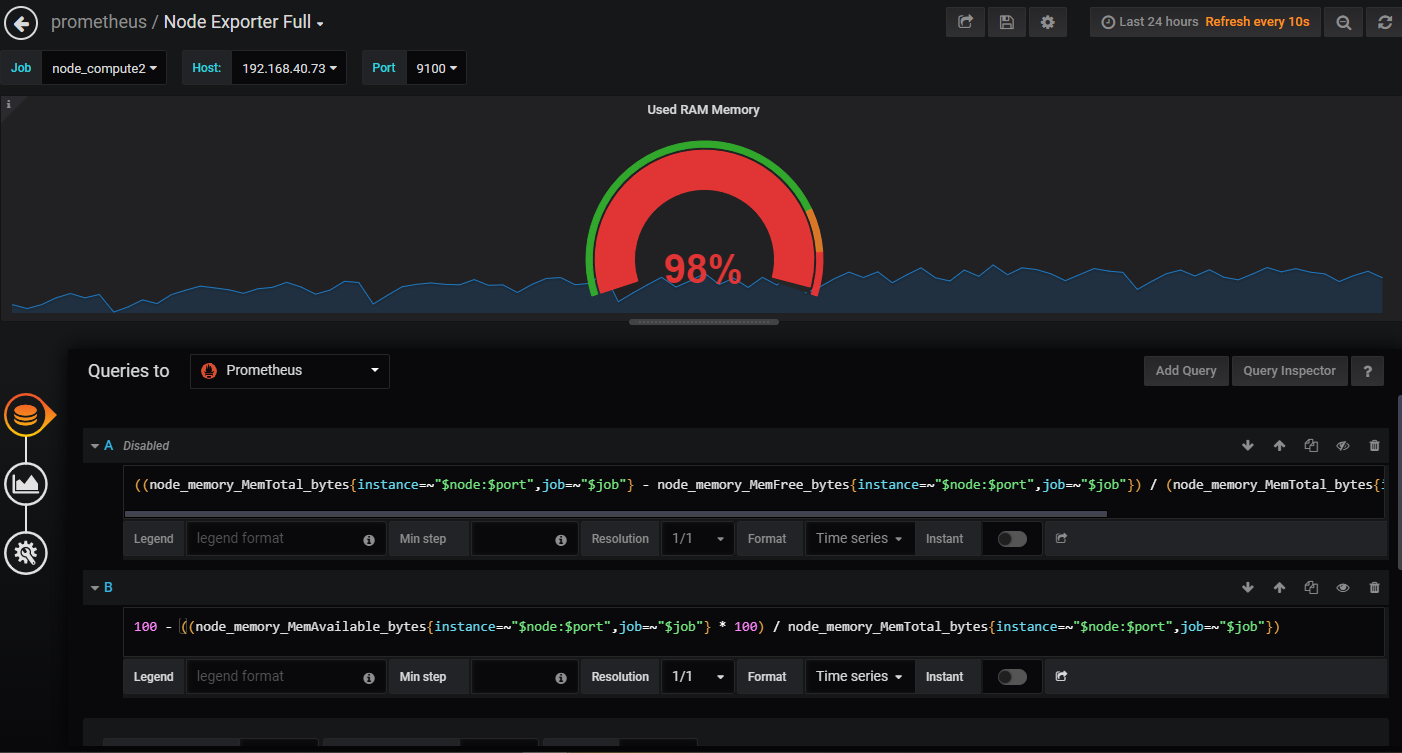 prometheus / Node Exporter Full
Last 24 hours Refresh every 10s
Job node_compute2 Host: 192.168.40.73 Port 9100
i
Used RAM Memory
98%
Queries to Prometheus Add Query Query Inspector ?
A Disabled
((node_memory_MemTotal_bytes{instance=~"$node:$port",job=~"$job"} - node_memory_MemFree_bytes{instance=~"$node:$port",job=~"$job"}) / (node_memory_MemTotal_bytes{i
Legend legend format Min step Resolution 1/1 Format Time series Instant
B
100 - ((node_memory_MemAvailable_bytes{instance=~"$node:$port",job=~"$job"} * 100) / node_memory_MemTotal_bytes{instance=~"$node:$port",job=~"$job"})
Legend legend format Min step Resolution 1/1 Format Time series Instant